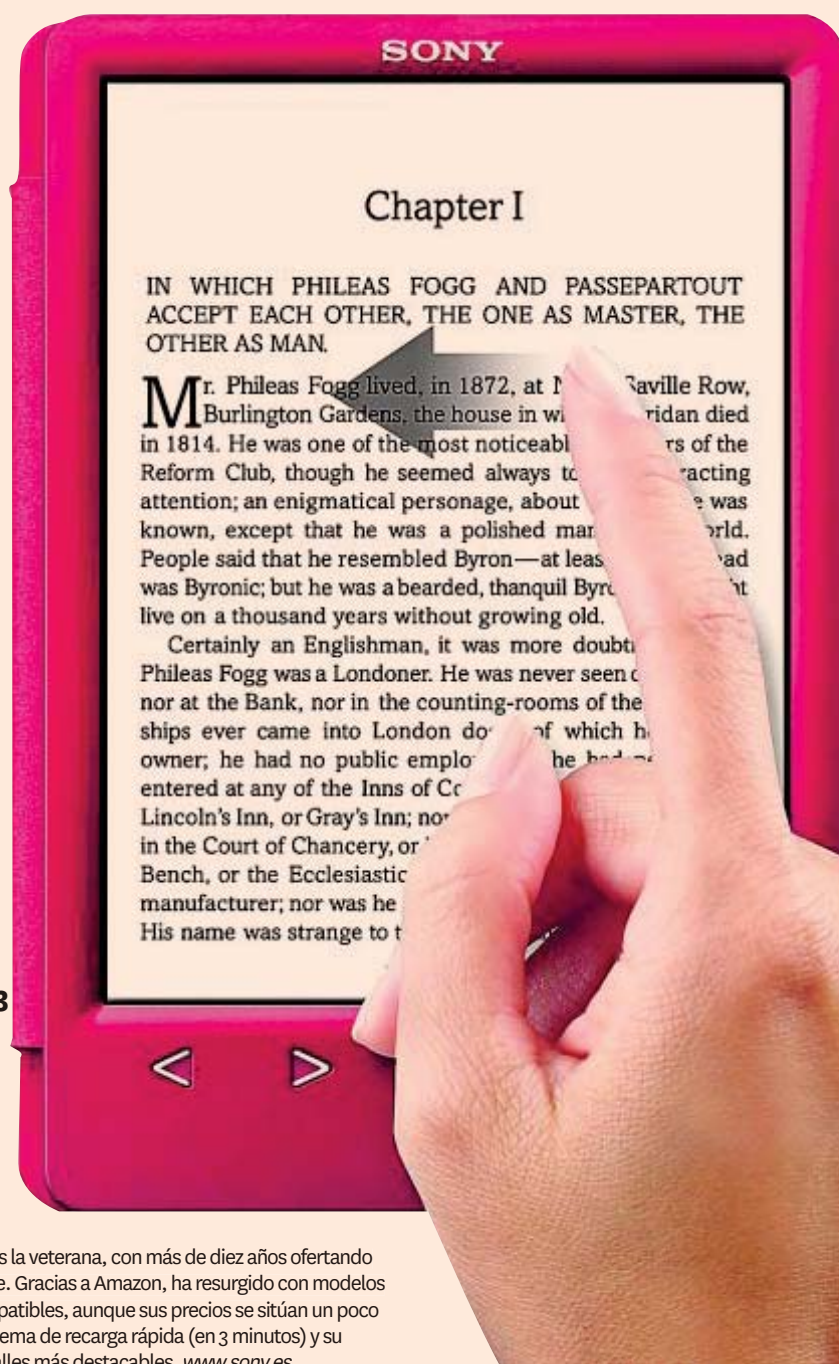 SONY
Chapter I
IN WHICH PHILEAS FOGG AND PASSEPARTOUT
ACCEPT EACH OTHER, THE ONE AS MASTER, THE
OTHER AS MAN.
Mr. Phileas Fogg lived, in 1872, at Saville Row,
Burlington Gardens, the house in died
in 1814. He was one of the most of the
Reform Club, though he seemed always
attention; an enigmatical personage, about was
known, except that he was a polished
People said that he resembled Byron—at
was Byronic; but he was a bearded, thanquil
live on a thousand years without growing old.
Certainly an Englishman, it was more
Phileas Fogg was a Londoner. He was never seen
nor at the Bank, nor in the counting-rooms of the
ships ever came into London of which
owner; he had no public he
entered at any of the Inns of
Lincoln's Inn, or Gray's Inn;
in the Court of Chancery, or
Bench, or the
manufacturer; nor was he
His name was strange to
3
< >
s la veterana, con más de diez años ofertando
e. Gracias a Amazon, ha resurgido con modelos
patibles, aunque sus precios se sitúan un poco
ema de recarga rápida (en 3 minutos) y su
lles más destacables. www.sony.es